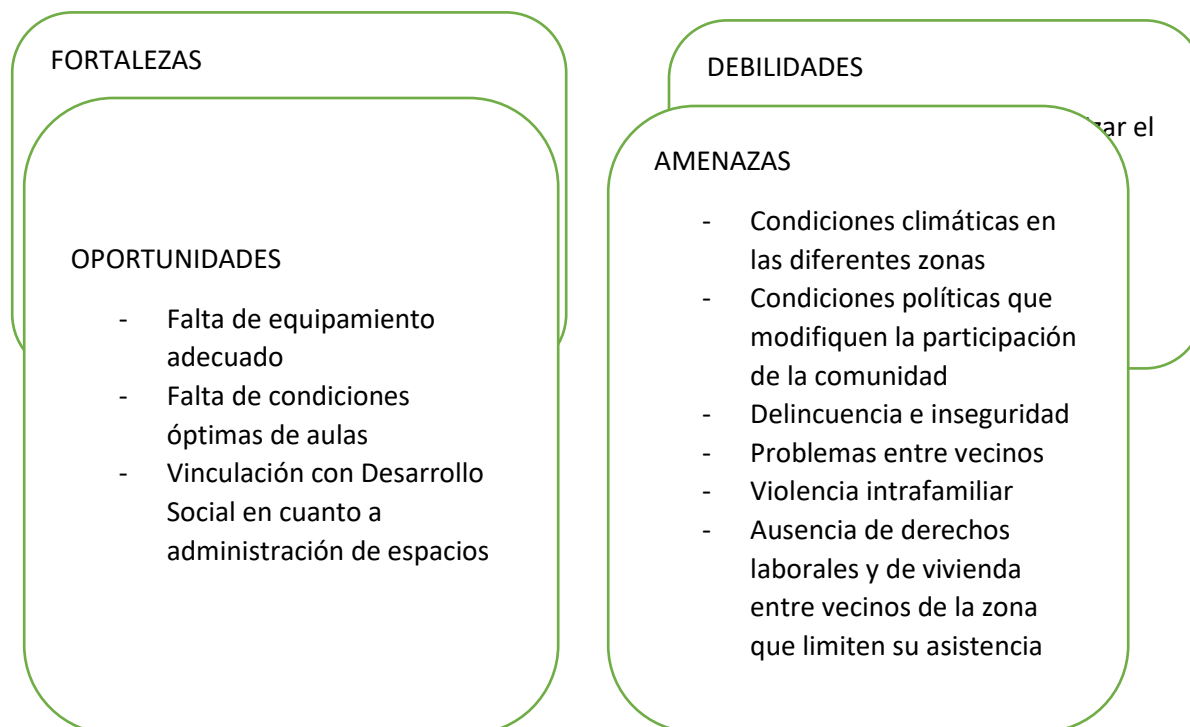 FORTALEZAS
OPORTUNIDADES
- Falta de equipamiento
adecuado
- Falta de condiciones
óptimas de aulas
- Vinculación con Desarrollo
Social en cuanto a
administración de espacios
DEBILIDADES
el
AMENAZAS
- Condiciones climáticas en
las diferentes zonas
- Condiciones políticas que
modifiquen la participación
de la comunidad
- Delincuencia e inseguridad
- Problemas entre vecinos
- Violencia intrafamiliar
- Ausencia de derechos
laborales y de vivienda
entre vecinos de la zona
que limiten su asistencia